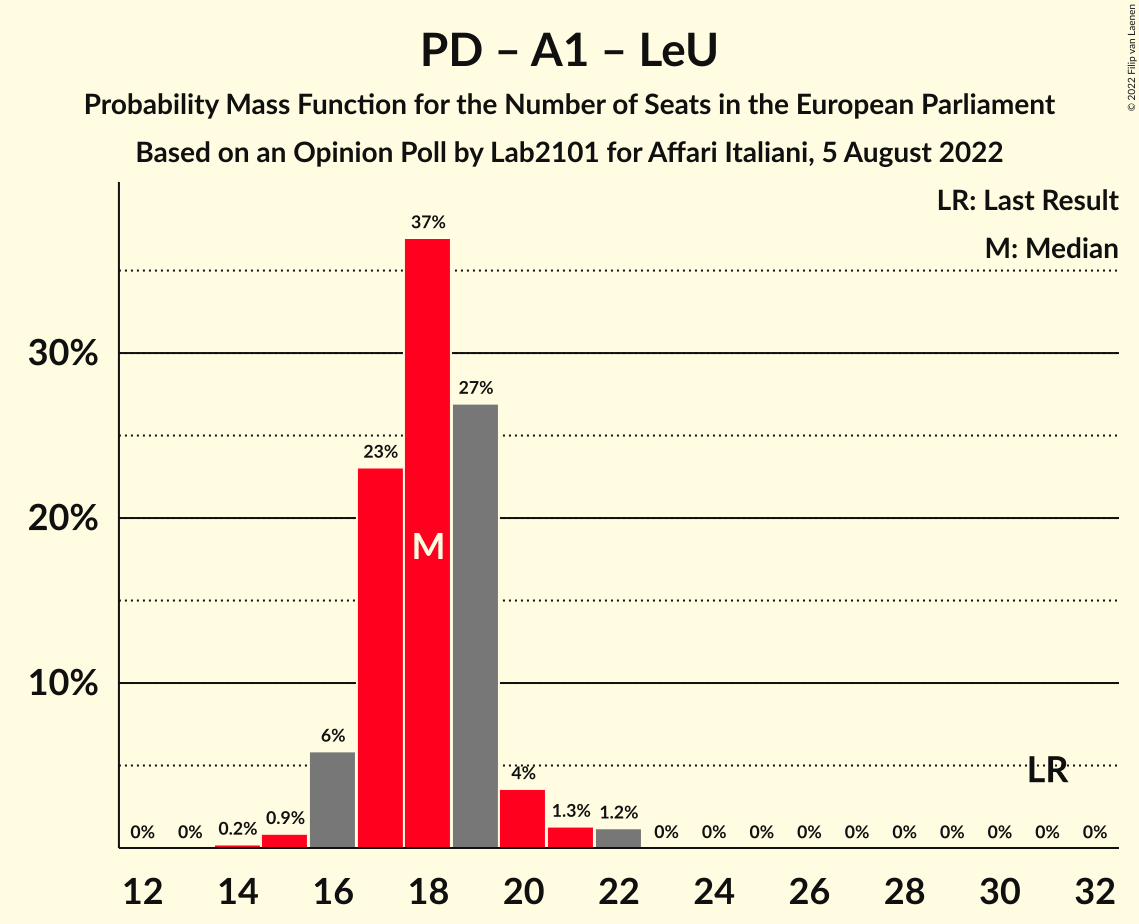 PD – A1 – LeU
Probability Mass Function for the Number of Seats in the European Parliament
Based on an Opinion Poll by Lab2101 for Affari Italiani, 5 August 2022
© 2022 Filip van Laenen
LR: Last Result
M: Median
37%
30%
27%
23%
20%
M
10%
6%
LR
4%
0% 0% 0.2% 0.9% 1.3% 1.2% 0% 0% 0% 0% 0% 0% 0% 0% 0% 0%
12 14 16 18 20 22 24 26 28 30 32